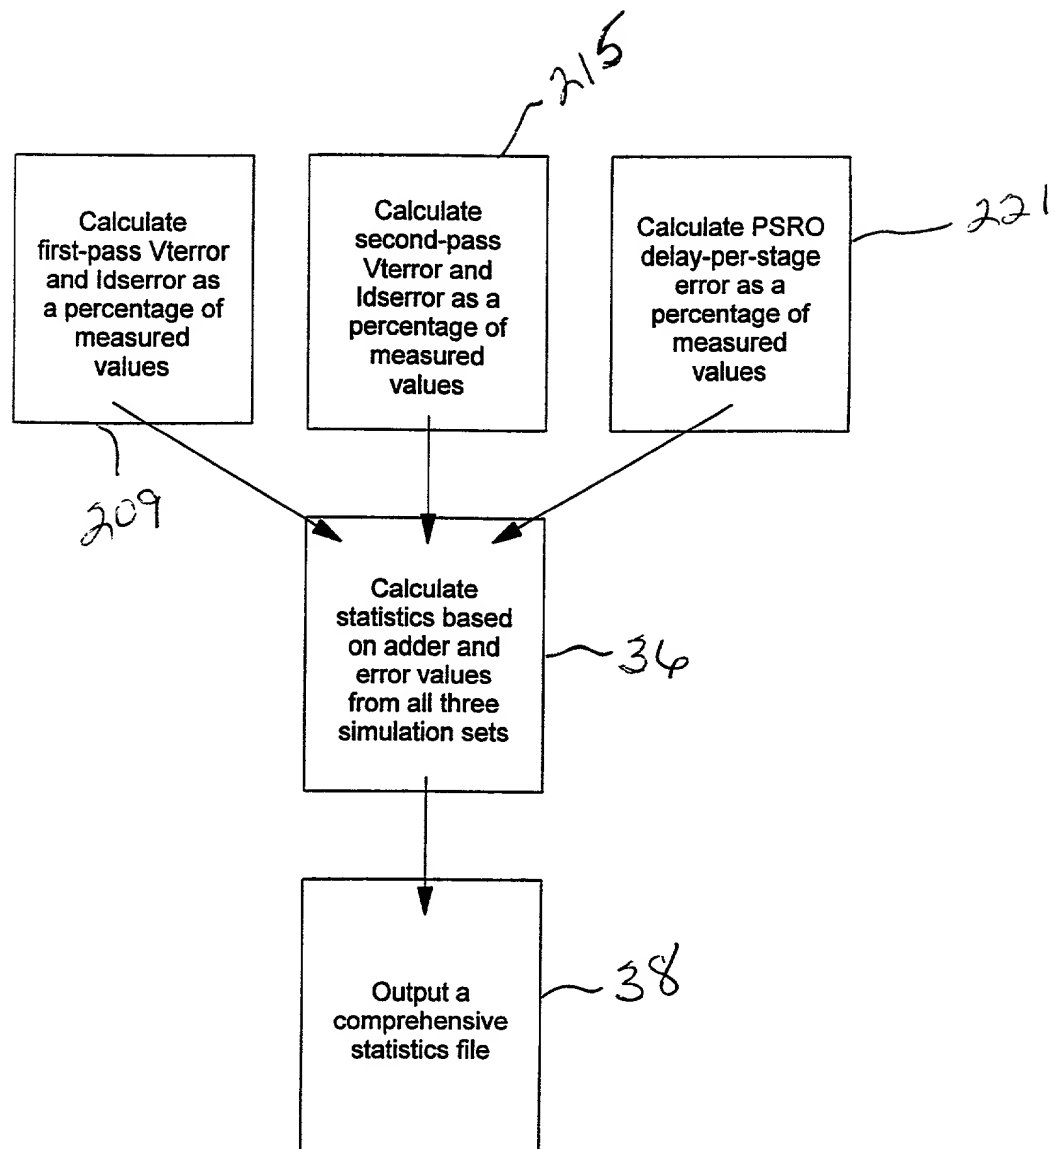 215
Calculate
first-pass Vterror
and Idserror as
a percentage of
measured
values
209
Calculate
second-pass
Vterror and
Idserror as a
percentage of
measured
values
Calculate PSRO
delay-per-stage
error as a
percentage of
measured
values
221
Calculate
statistics based
on adder and
error values
from all three
simulation sets
36
Output a
comprehensive
statistics file
38